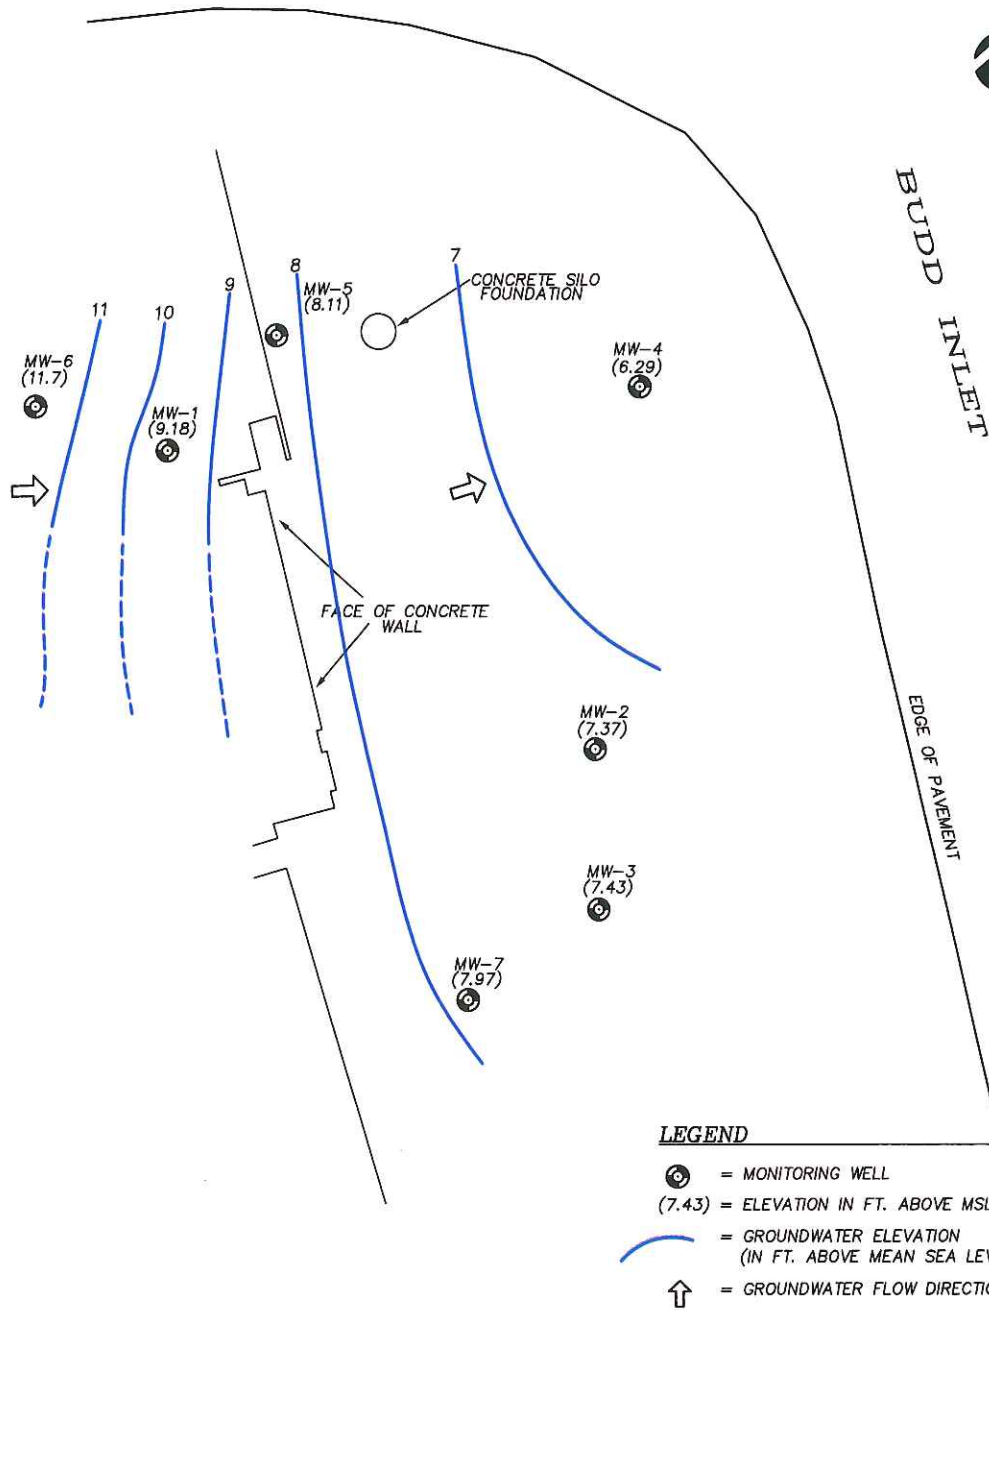 BUDD INLET
7
8
CONCRETE SILO
FOUNDATION
9
MW-5
(8.11)
11
10
MW-4
(6.29)
MW-6
(11.7)
MW-1
(9.18)
FACE OF CONCRETE
WALL
EDGE OF PAVEMENT
MW-2
(7.37)
MW-3
(7.43)
MW-7
(7.97)
LEGEND
= MONITORING WELL
(7.43) = ELEVATION IN FT. ABOVE MSL
= GROUNDWATER ELEVATION
(IN FT. ABOVE MEAN SEA LEV
= GROUNDWATER FLOW DIRECTIO